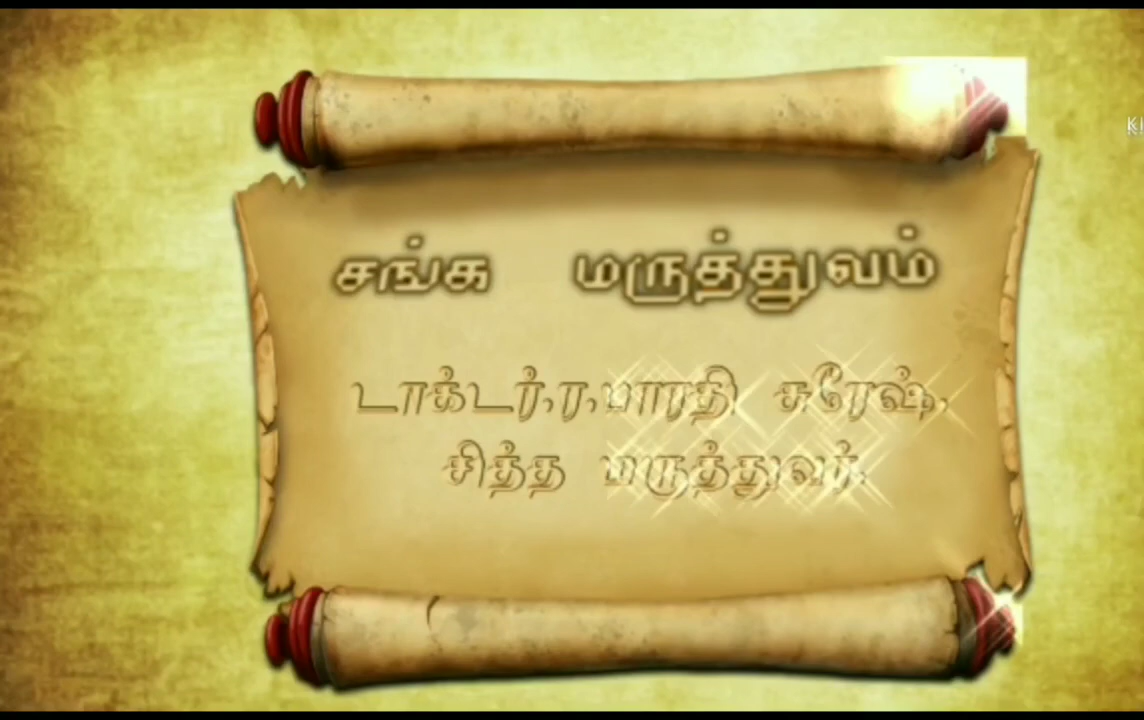 சங்க மருத்துவம்
டாக்டர்.ர.பாரதி சுரேஷ்.
சித்த மருத்துவர்.